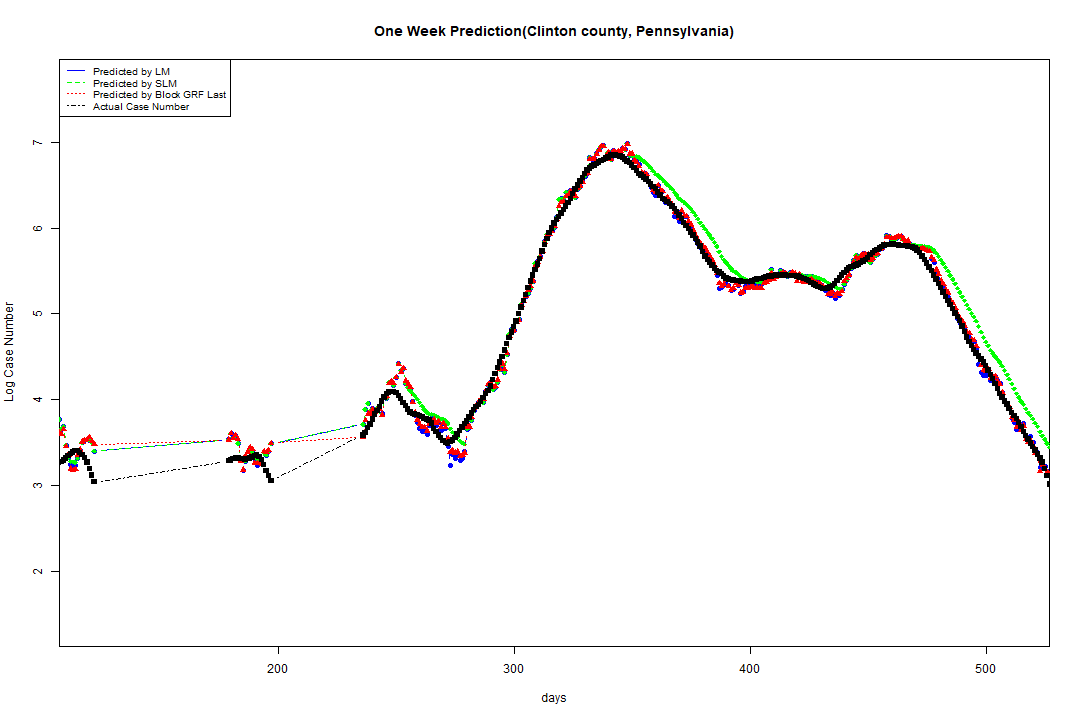 One Week Prediction(Clinton county, Pennsylvania)
Predicted by LM
Predicted by SLM
Predicted by Block GRF Last
Actual Case Number
7
6
5
4
3
2
Log Case Number
200 300 400 500
days